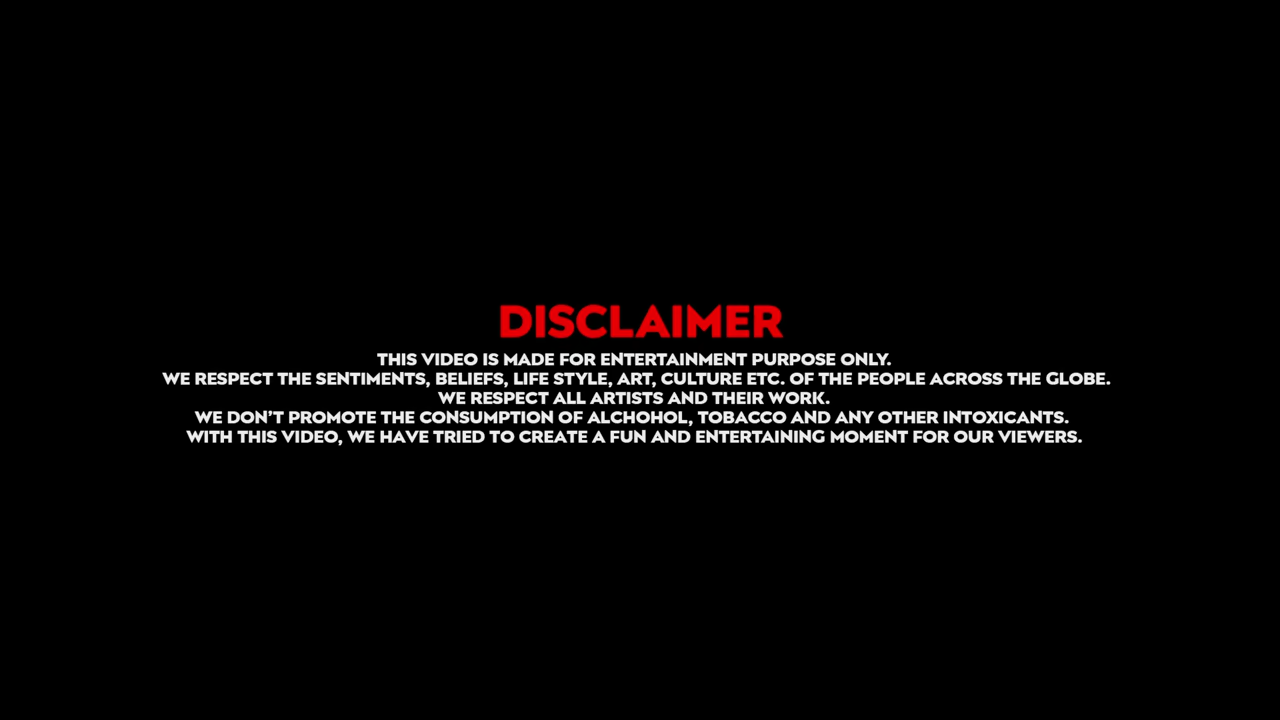 DISCLAIMER
THIS VIDEO IS MADE FOR ENTERTAINMENT PURPOSE ONLY.
WE RESPECT THE SENTIMENTS, BELIEFS, LIFE STYLE, ART, CULTURE ETC. OF THE PEOPLE ACROSS THE GLOBE.
WE RESPECT ALL ARTISTS AND THEIR WORK.
WE DON'T PROMOTE THE CONSUMPTION OF ALCHOHOL, TOBACCO AND ANY OTHER INTOXICANTS.
WITH THIS VIDEO, WE HAVE TRIED TO CREATE A FUN AND ENTERTAINING MOMENT FOR OUR VIEWERS.